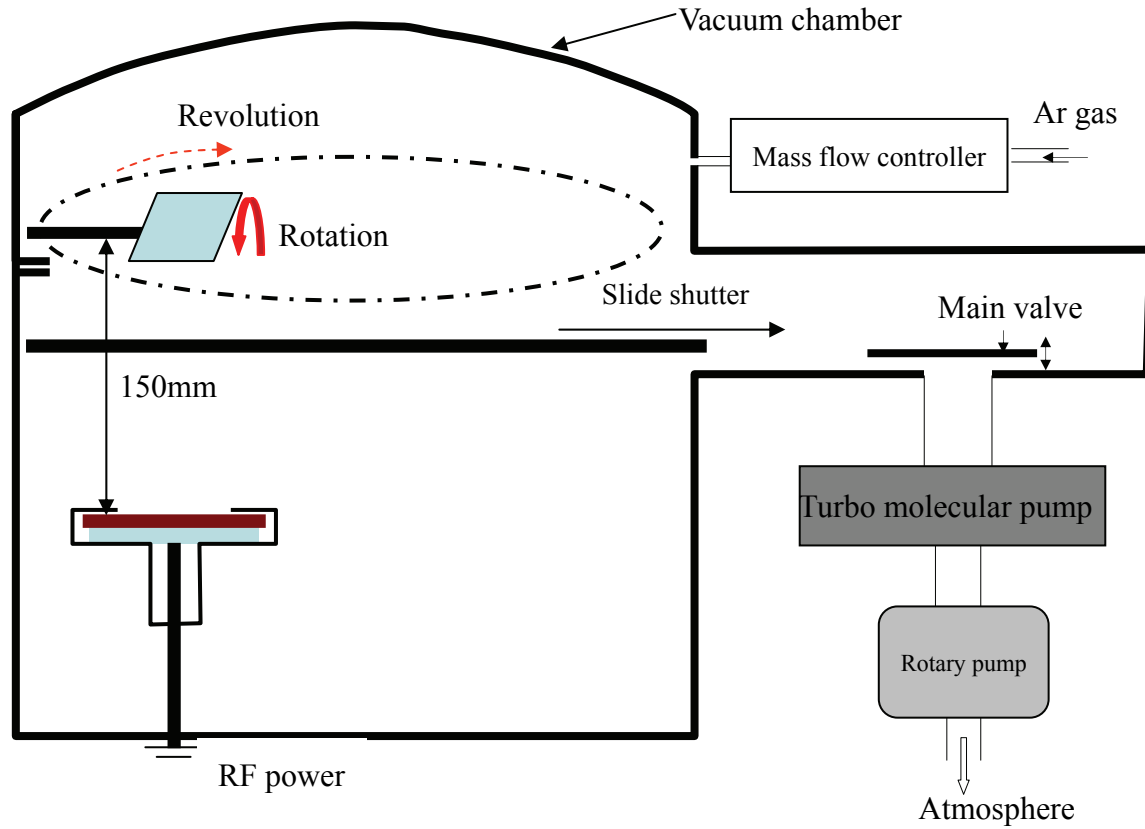 Vacuum chamber
Revolution
Ar gas
Mass flow controller
Rotation
Slide shutter
Main valve
150mm
Turbo molecular pump
Rotary pump
RF power
Atmosphere